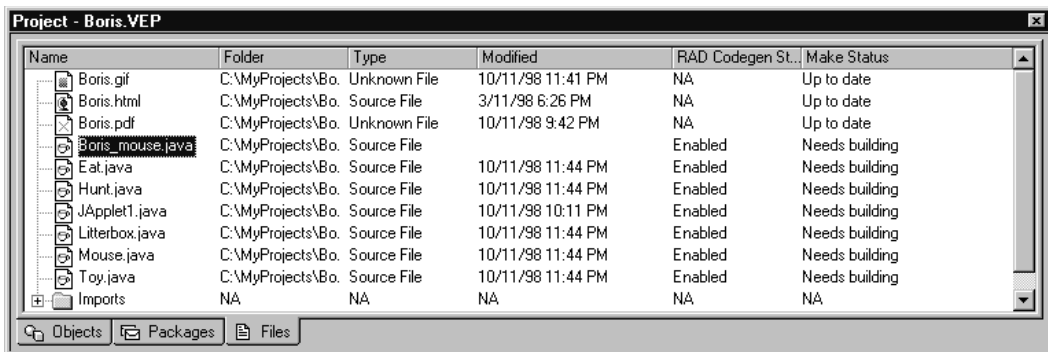 Project - Boris.VEP
Name Folder Type Modified RAD Codegen St... Make Status
Boris.gif C:\MyProjects\Bo. Unknown File 10/11/98 11:41 PM NA Up to date
Boris.html C:\MyProjects\Bo. Source File 3/11/98 6:26 PM NA Up to date
Boris.pdf C:\MyProjects\Bo. Unknown File 10/11/98 9:42 PM NA Up to date
Boris_mouse.java C:\MyProjects\Bo. Source File Enabled Needs building
Eat.java C:\MyProjects\Bo. Source File 10/11/98 11:44 PM Enabled Needs building
Hunt.java C:\MyProjects\Bo. Source File 10/11/98 11:44 PM Enabled Needs building
JApplet1.java C:\MyProjects\Bo. Source File 10/11/98 10:11 PM Enabled Needs building
Litterbox.java C:\MyProjects\Bo. Source File 10/11/98 11:44 PM Enabled Needs building
Mouse.java C:\MyProjects\Bo. Source File 10/11/98 11:44 PM Enabled Needs building
Toy.java C:\MyProjects\Bo. Source File 10/11/98 11:44 PM Enabled Needs building
Imports NA NA NA NA NA
Objects Packages Files